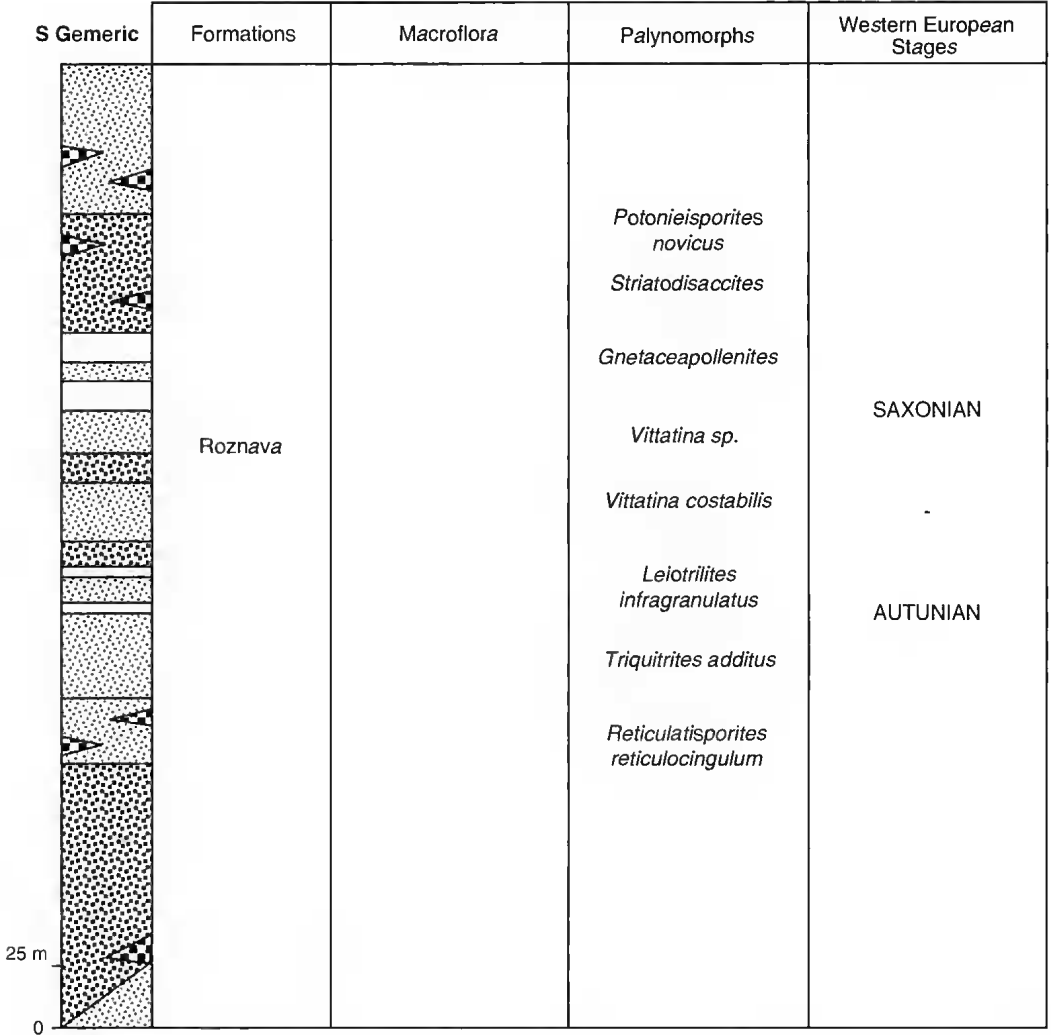 S Gemeric
Formations
Macroflora
Palynomorphs
Western European
Stages
Potonieisporites
novicus
Striatodisaccites
Gnetaceapollenites
SAXONIAN
Roznava
Vittatina sp.
Vittatina costabilis
Leiotrilites
infragranulatus
AUTUNIAN
Triquitrites additus
Reticulatisporites
reticulocingulum
25 m
0